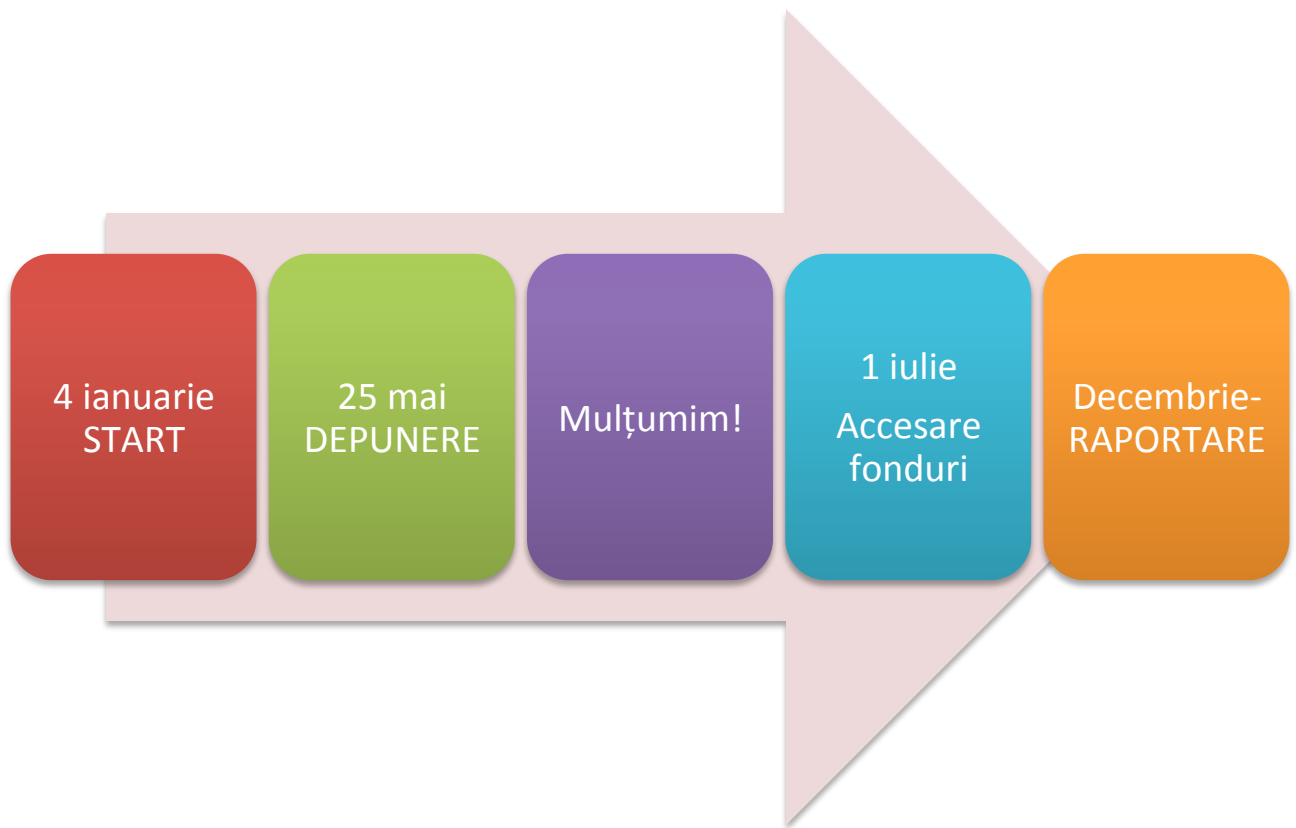 4 ianuarie
START
25 mai
DEPUNERE
Mulțumim!
1 iulie
Accesare
fonduri
Decembrie-
RAPORTARE